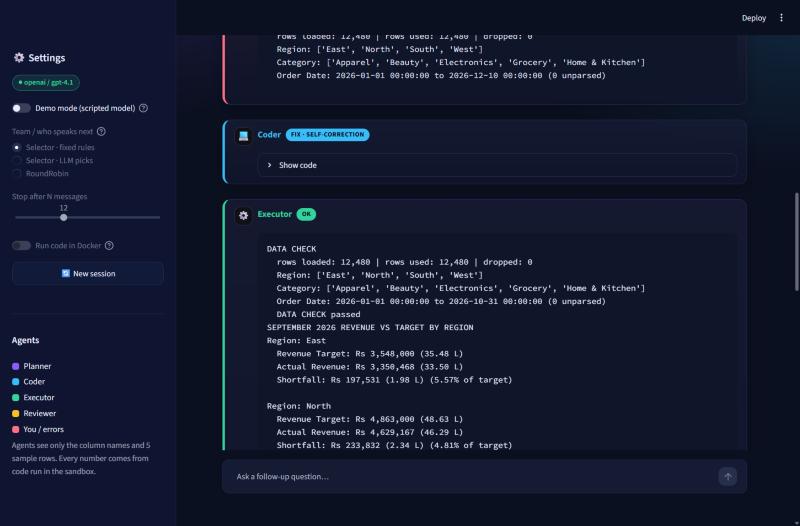 Deploy
Settings
openai / gpt-4.1
Demo mode (scripted model)
Team / who speaks next
Selector · fixed rules
Selector · LLM picks
RoundRobin
Stop after N messages
12
Run code in Docker
New session
Agents
Planner
Coder
Executor
Reviewer
You / errors
Agents see only the column names and 5
sample rows. Every number comes from
code run in the sandbox.
rows loaded: 12,480 | rows used: 12,480 | dropped: 0
Region: ['East', 'North', 'South', 'West']
Category: ['Apparel', 'Beauty', 'Electronics', 'Grocery', 'Home & Kitchen']
Order Date: 2026-01-01 00:00:00 to 2026-12-10 00:00:00 (0 unparsed)
Coder FIX · SELF-CORRECTION
Show code
Executor OK
DATA CHECK
rows loaded: 12,480 | rows used: 12,480 | dropped: 0
Region: ['East', 'North', 'South', 'West']
Category: ['Apparel', 'Beauty', 'Electronics', 'Grocery', 'Home & Kitchen']
Order Date: 2026-01-01 00:00:00 to 2026-10-31 00:00:00 (0 unparsed)
DATA CHECK passed
SEPTEMBER 2026 REVENUE VS TARGET BY REGION
Region: East
Revenue Target: Rs 3,548,000 (35.48 L)
Actual Revenue: Rs 3,350,468 (33.50 L)
Shortfall: Rs 197,531 (1.98 L) (5.57% of target)
Region: North
Revenue Target: Rs 4,863,000 (48.63 L)
Actual Revenue: Rs 4,629,167 (46.29 L)
Shortfall: Rs 233,832 (2.34 L) (4.81% of target)
Ask a follow-up question...